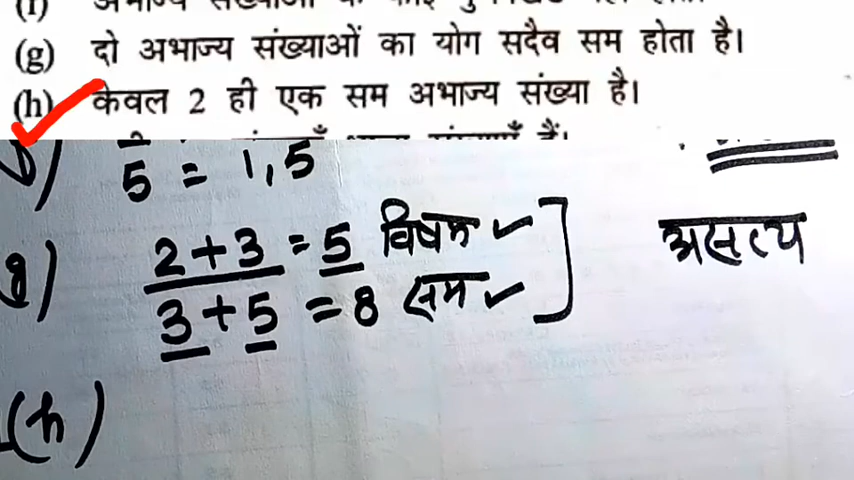 (g) दो अभाज्य संख्याओं का योग सदैव सम होता है।
(h) केवल 2 ही एक सम अभाज्य संख्या है।
5 = 1, 5
g) 2 + 3 = 5 विषम ✓
3 + 5 = 8 सम ✓ ] असत्य
(h)